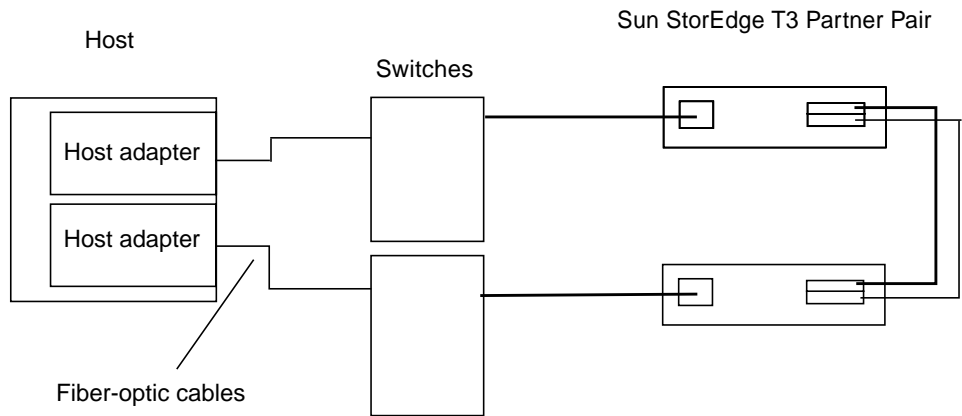 Sun StorEdge T3 Partner Pair
Host
Switches
Host adapter
Host adapter
Fiber-optic cables